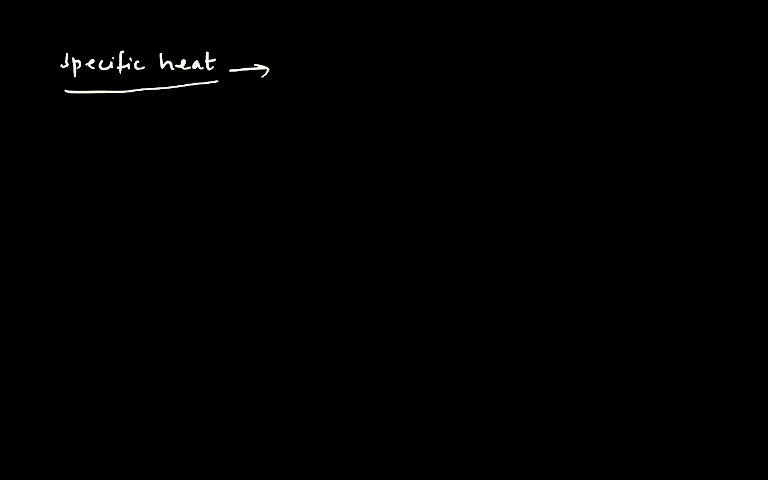 specific heat →